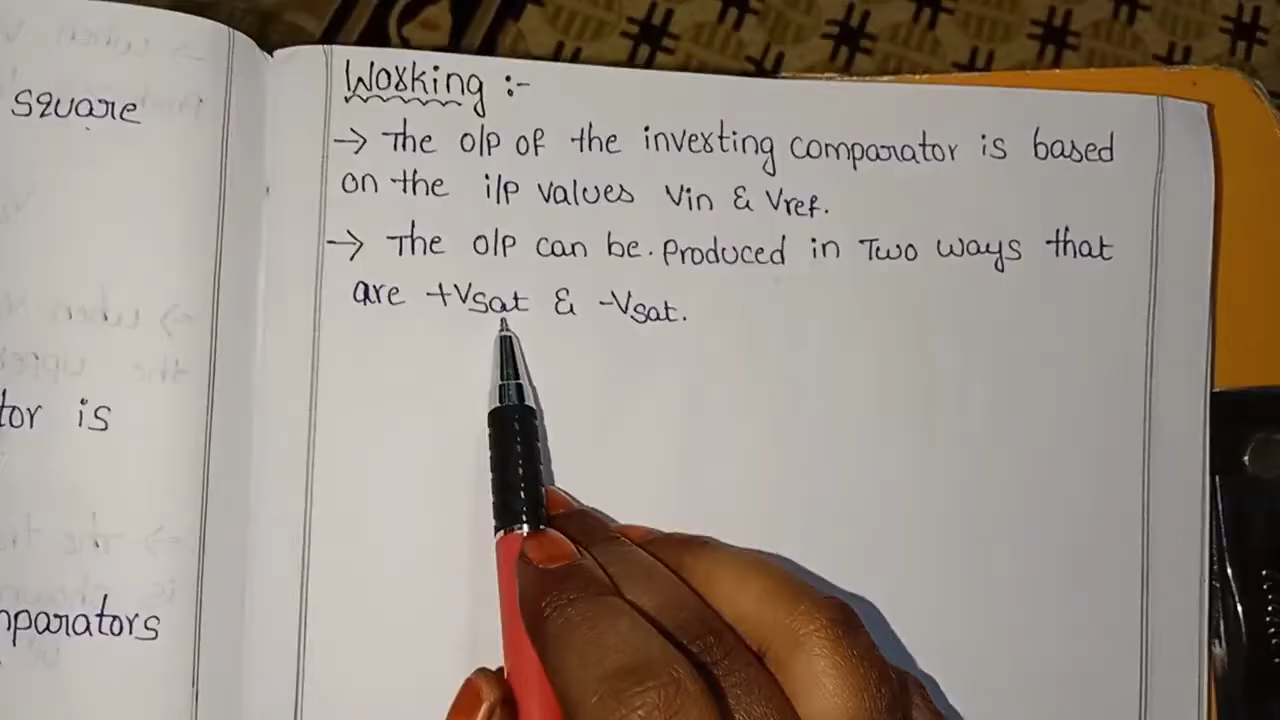 square
tor is
mparators
Working :-
→ The o/p of the inverting comparator is based
on the i/p values Vin & Vref.
→ The o/p can be. Produced in Two ways that
are +Vsat & -Vsat.